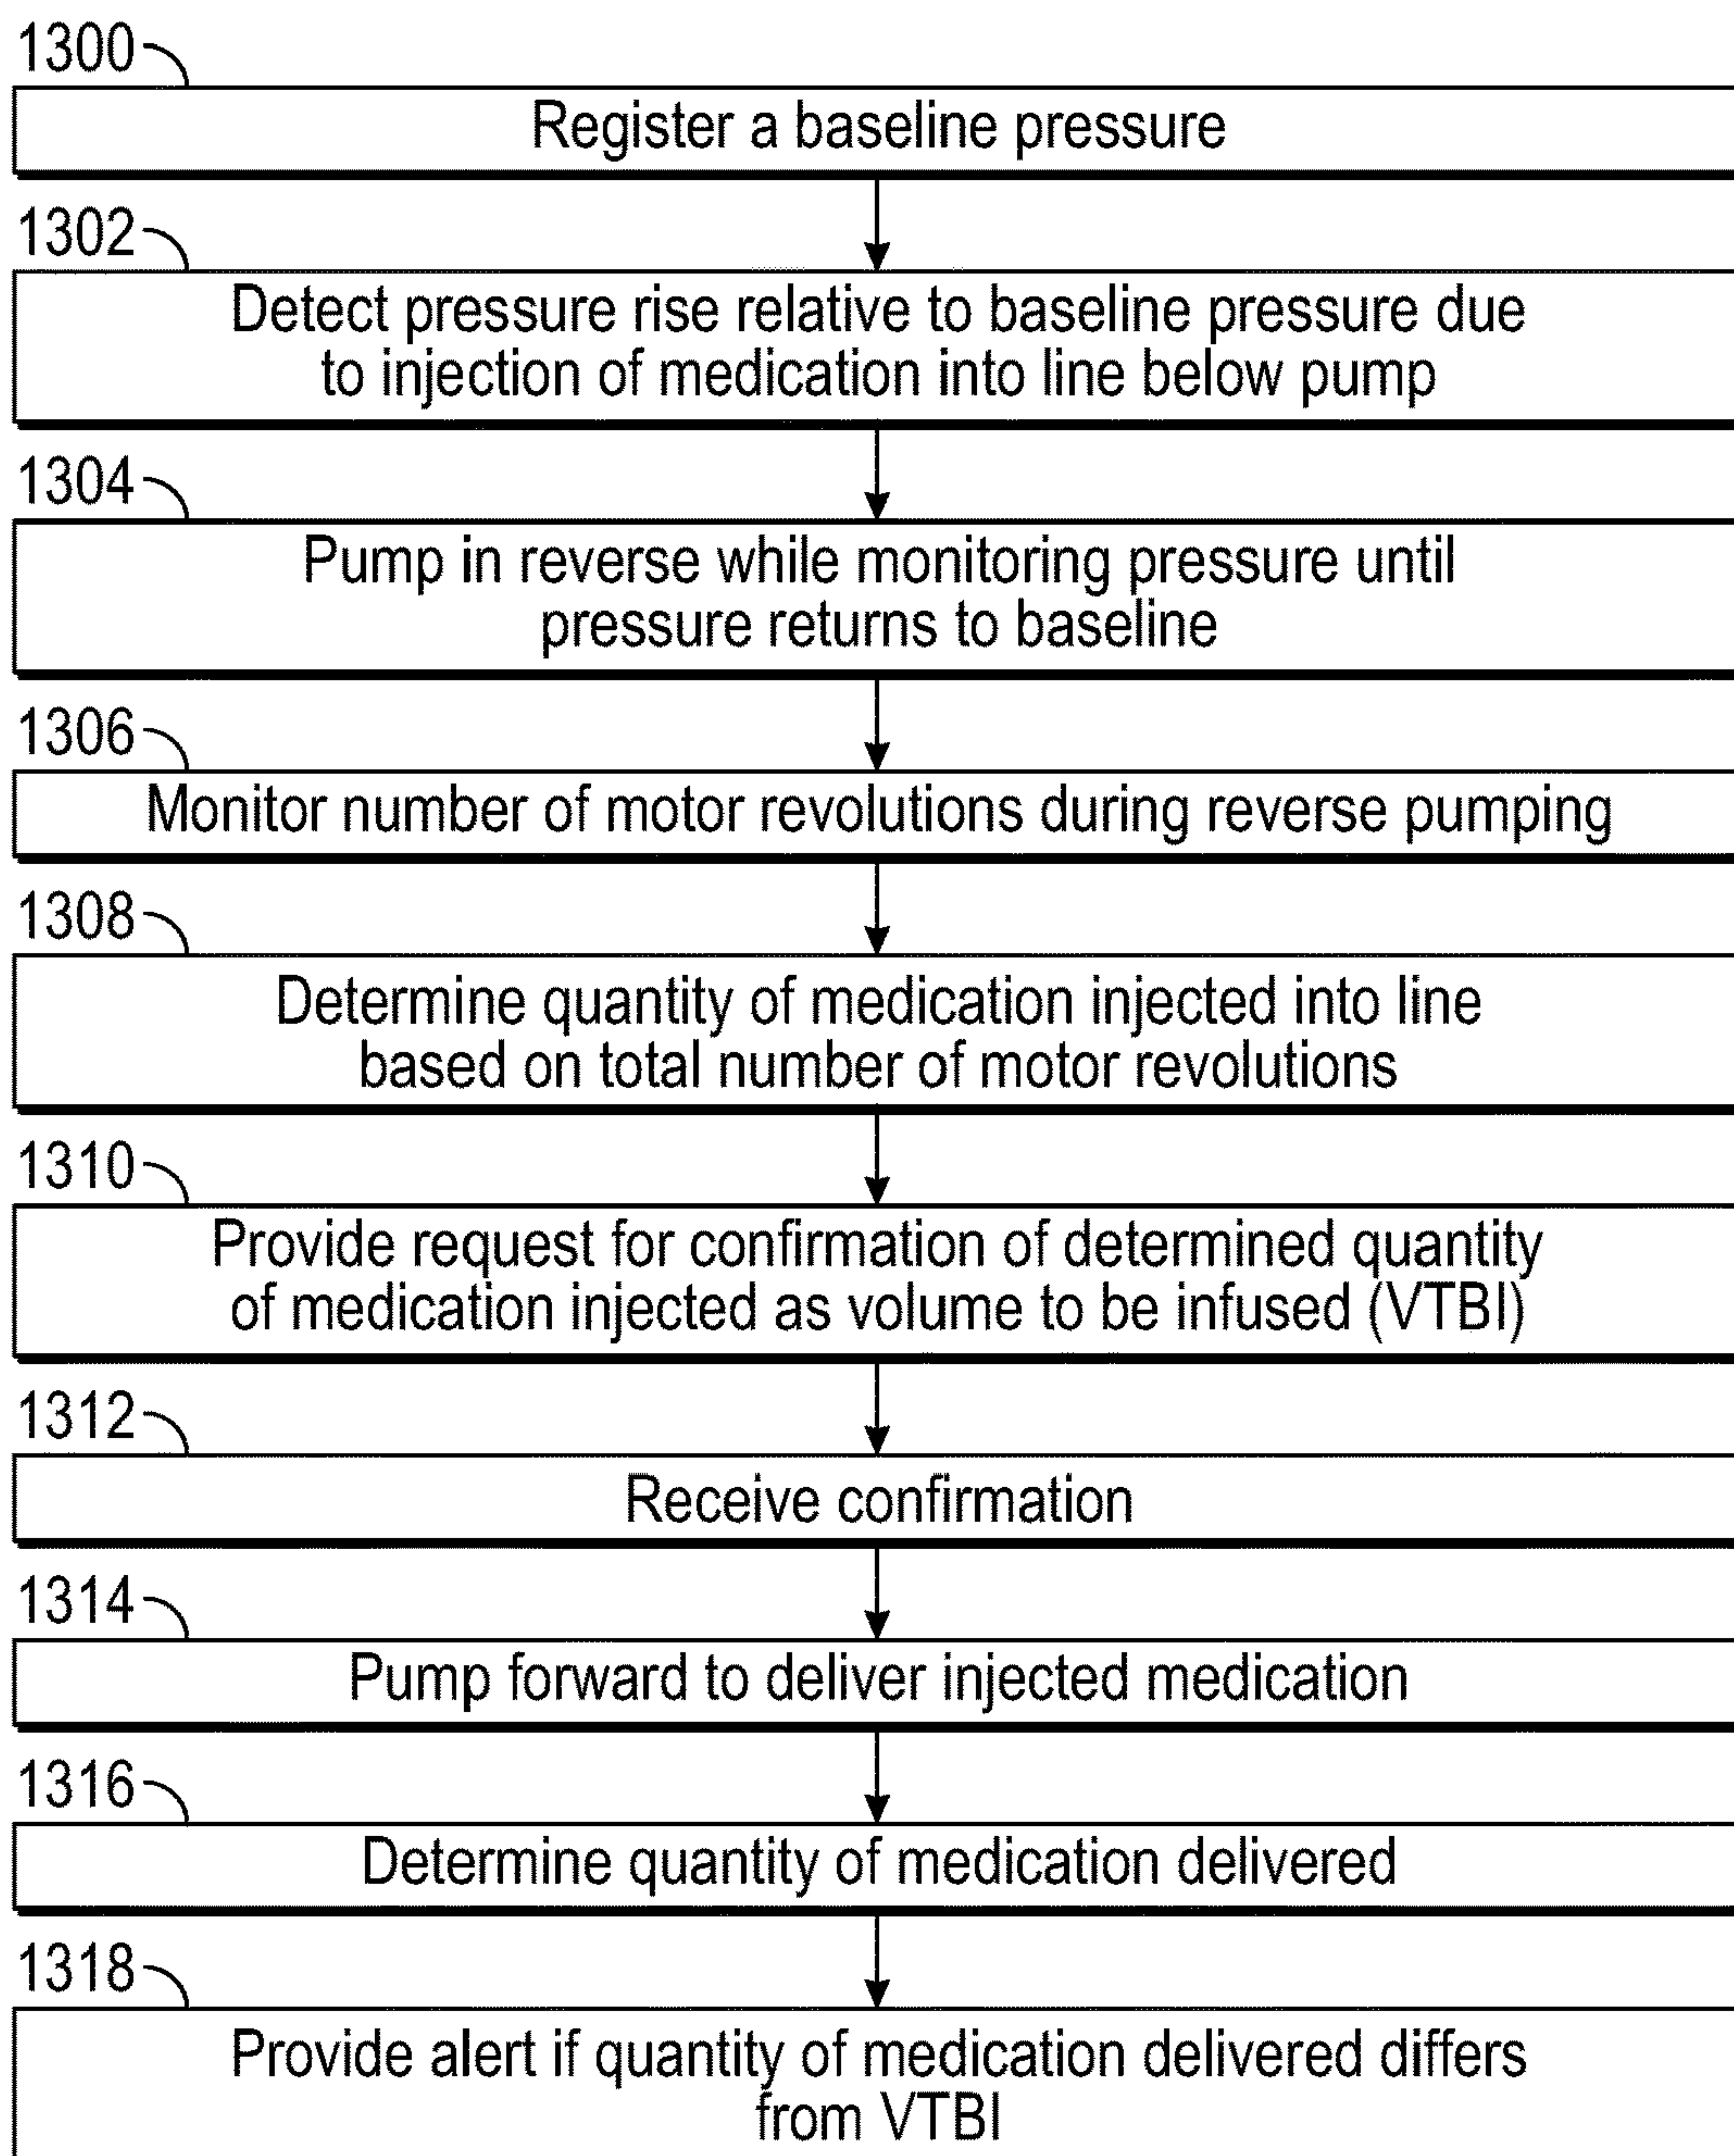 1300
Register a baseline pressure
1302
Detect pressure rise relative to baseline pressure due
to injection of medication into line below pump
1304
Pump in reverse while monitoring pressure until
pressure returns to baseline
1306
Monitor number of motor revolutions during reverse pumping
1308
Determine quantity of medication injected into line
based on total number of motor revolutions
1310
Provide request for confirmation of determined quantity
of medication injected as volume to be infused (VTBI)
1312
Receive confirmation
1314
Pump forward to deliver injected medication
1316
Determine quantity of medication delivered
1318
Provide alert if quantity of medication delivered differs
from VTBI